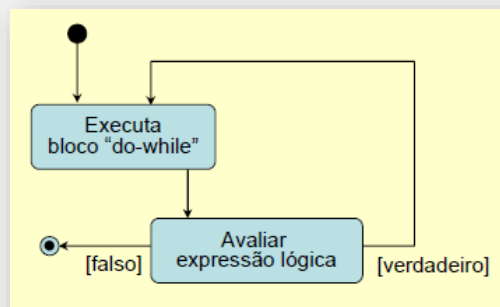 Executa
bloco “do-while”
Avaliar
expressão lógica
[falso]
[verdadeiro]